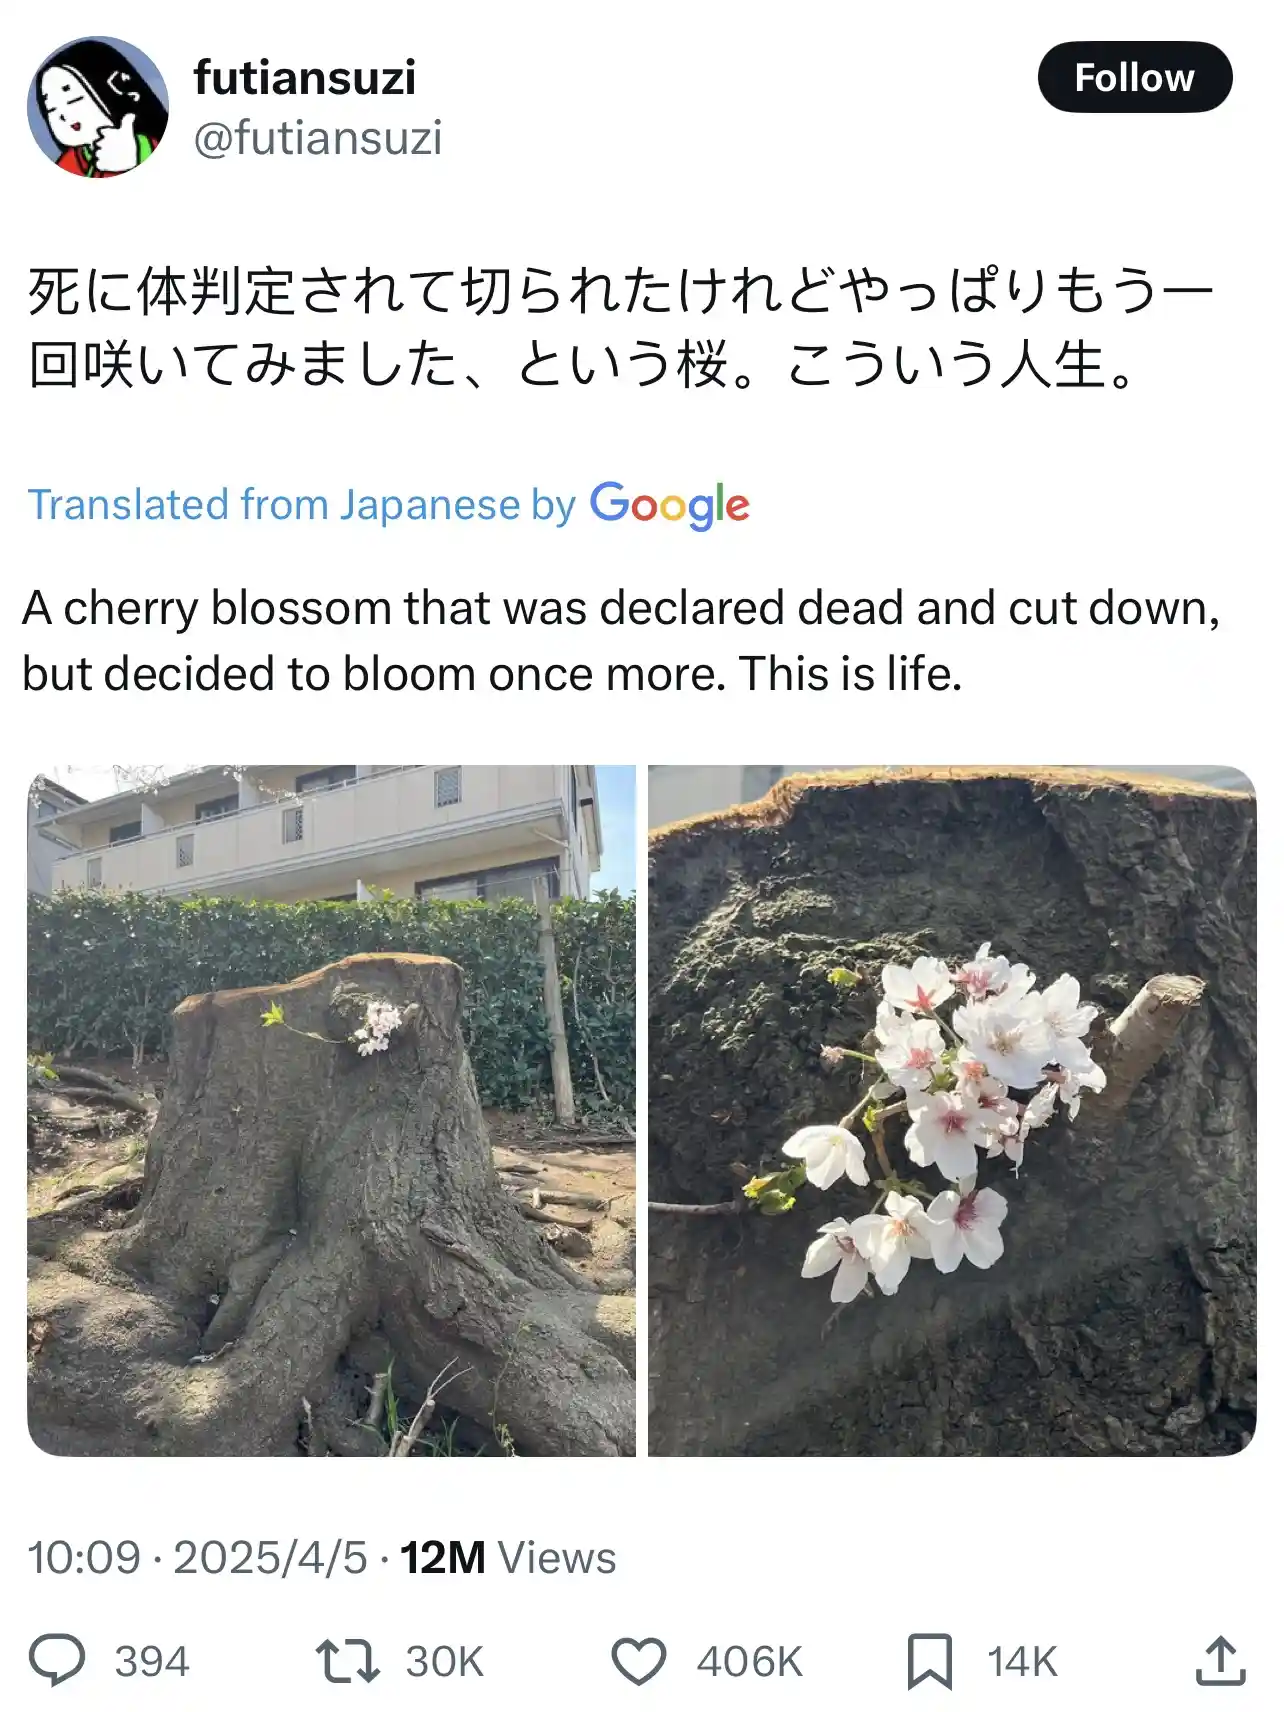 futiansuzi
@futiansuzi
Follow
死に体判定されて切られたけれどやっぱりもう一
回咲いてみました、という桜。こういう人生。
Translated from Japanese by Google
A cherry blossom that was declared dead and cut down,
but decided to bloom once more. This is life.
10:09 · 2025/4/5 · 12M Views
394 30K 406K 14K